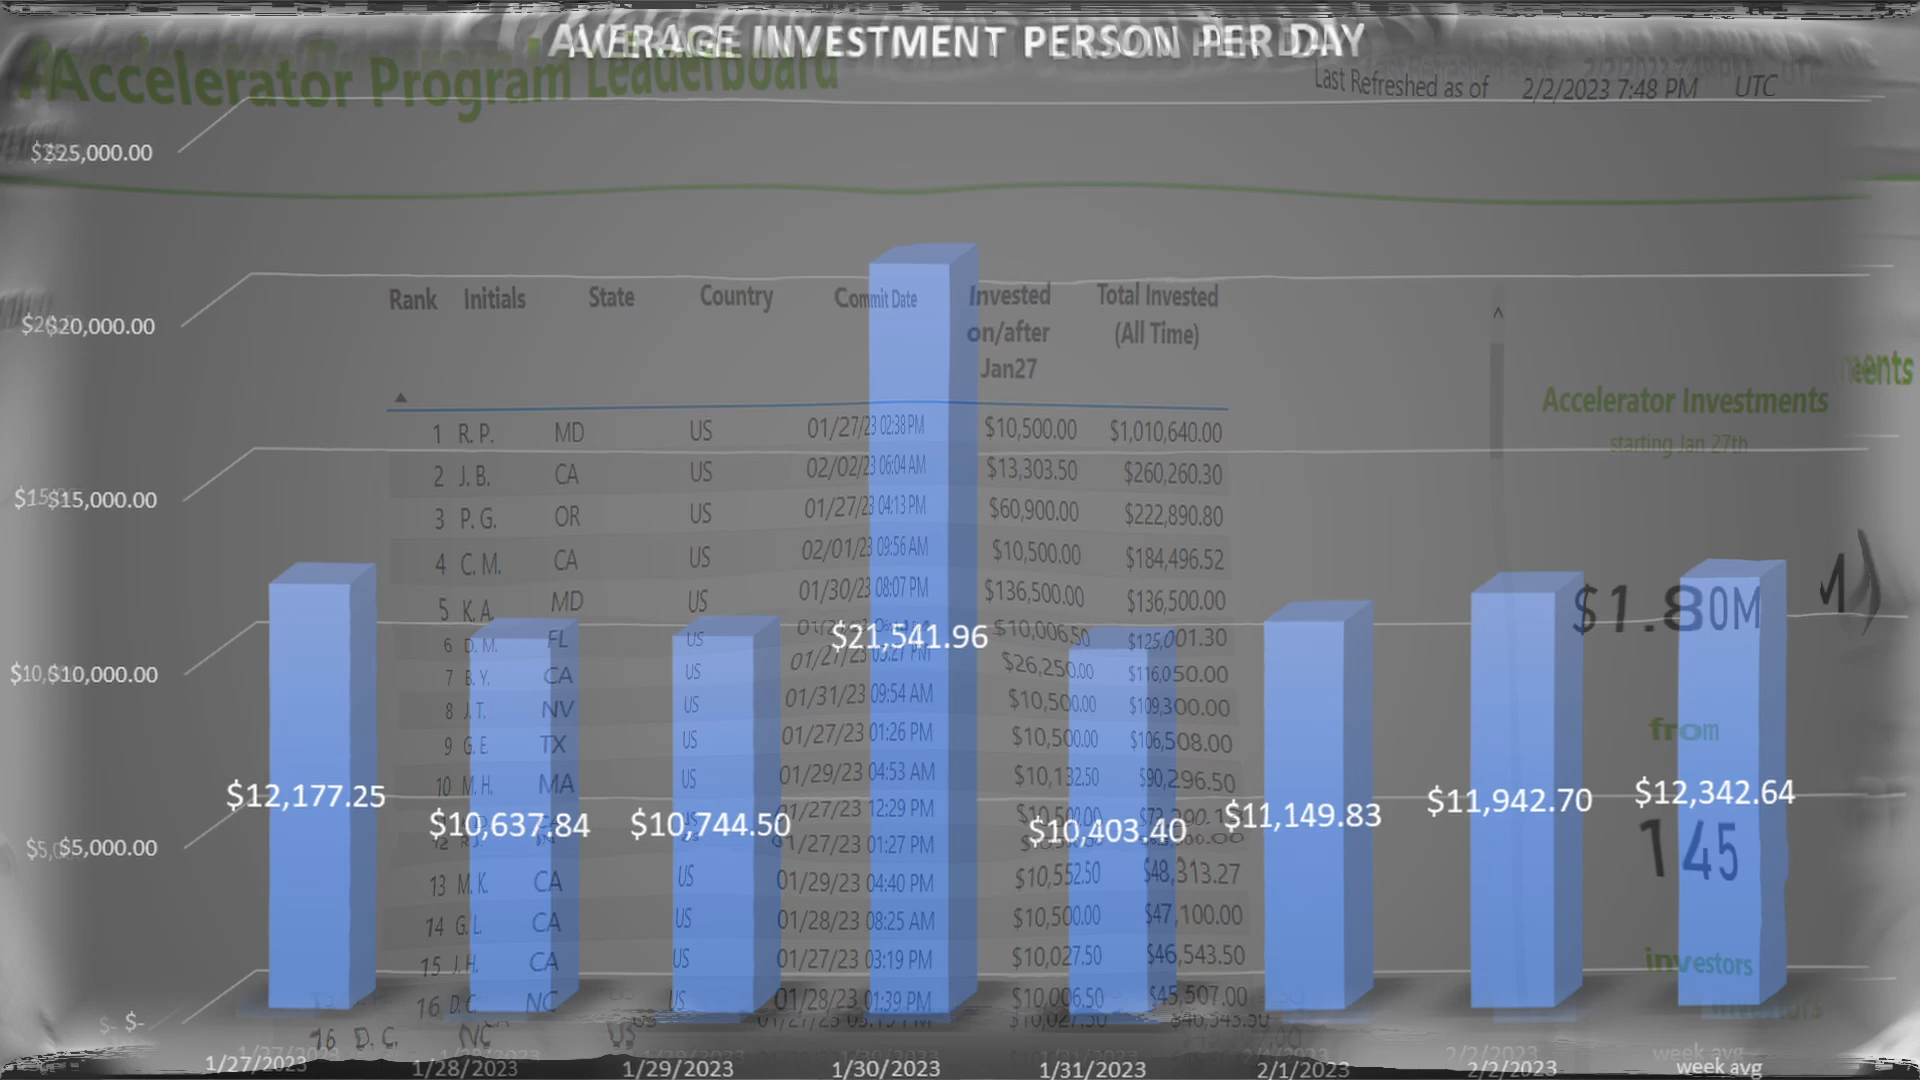 AVERAGE INVESTMENT PERSON PER DAY
Accelerator Program Leaderboard
Last Refreshed as of 2/2/2023 7:48 PM UTC
$25,000.00
$20,000.00
$15,000.00
$10,000.00
$5,000.00
$-
Rank Initials State Country Commit Date Invested on/after Jan27 Total Invested (All Time)
1 R. P. MD US 01/27/23 02:38 PM $10,500.00 $1,010,640.00
2 J. B. CA US 02/02/23 06:04 AM $13,303.50 $260,260.30
3 P. G. OR US 01/27/23 04:13 PM $60,900.00 $222,890.80
4 C. M. CA US 02/01/23 09:56 AM $10,500.00 $184,496.52
5 K.A. MD US 01/30/23 08:07 PM $136,500.00 $136,500.00
6 D. M. FL US $10,006.50 $125,001.30
7 B. Y. CA US 01/27/23 03:27 PM $26,250.00 $116,050.00
8 J. T. NV US 01/31/23 09:54 AM $10,500.00 $109,300.00
9 G. E. TX US 01/27/23 01:26 PM $10,500.00 $106,508.00
10 M. H. MA US 01/29/23 04:53 AM $10,132.50 $90,296.50
01/27/23 12:29 PM
12 01/27/23 01:27 PM
13 M. K. CA US 01/29/23 04:40 PM $10,552.50 $48,313.27
14 G. L. CA US 01/28/23 08:25 AM $10,500.00 $47,100.00
15 J.H. CA US 01/27/23 03:19 PM $10,027.50 $46,543.50
16 D.C. NC US 01/28/23 01:39 PM $10,006.50 $45,507.00
16 D. C. NC US
Accelerator Investments
starting Jan 27th
$1.80M
from
145
investors
$12,177.25
$10,637.84
$10,744.50
$21,541.96
$10,403.40
$11,149.83
$11,942.70
$12,342.64
1/27/2023 1/28/2023 1/29/2023 1/30/2023 1/31/2023 2/1/2023 2/2/2023 week avg